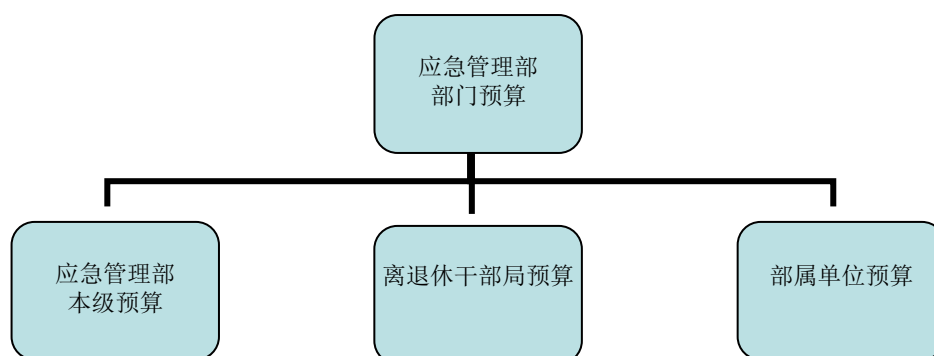 应急管理部
部门预算
应急管理部
本级预算
离退休干部局预算
部属单位预算